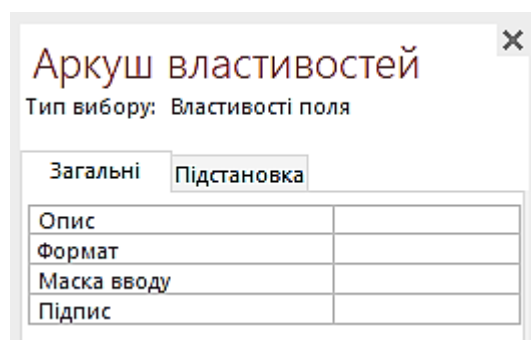 Аркуш властивостей
Тип вибору: Властивості поля
Загальні Підстановка
Опис
Формат
Маска вводу
Підпис